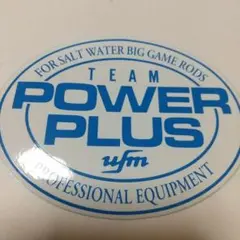 FOR SALT WATER BIG GAME RODS
TEAM
POWER
PLUS
ufm
PROFESSIONAL EQUIPMENT